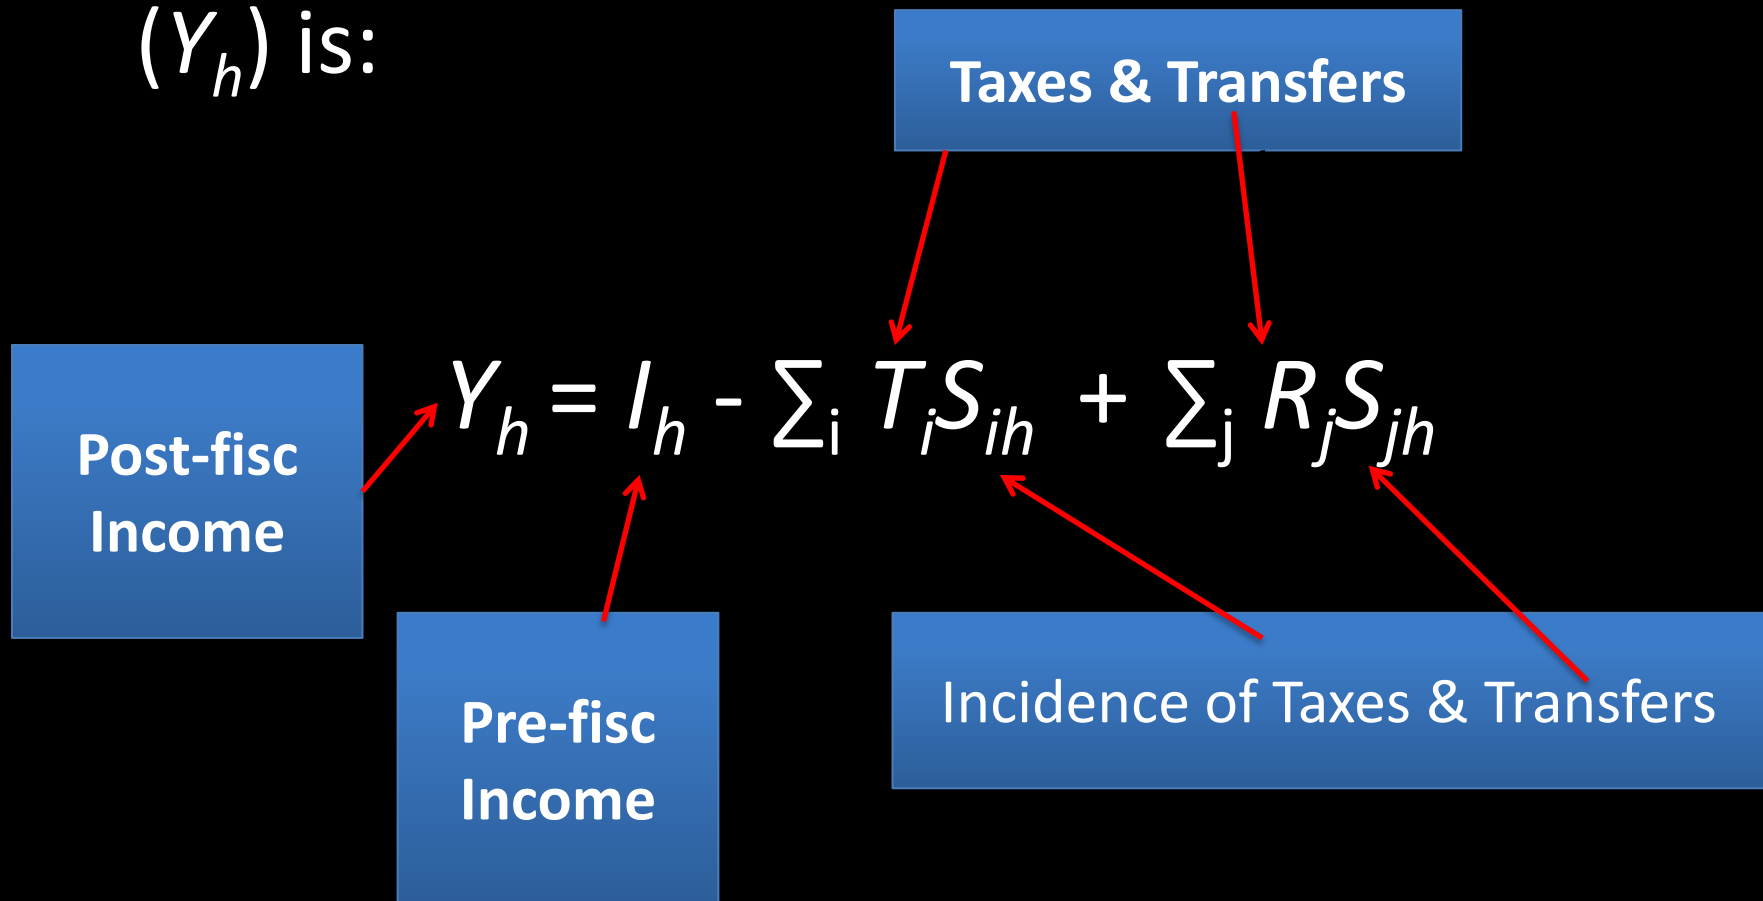 (Yh) is:
Taxes & Transfers
Yh = Ih - ∑i TiSih + ∑j RjSjh
Post-fisc
Income
Pre-fisc
Income
Incidence of Taxes & Transfers